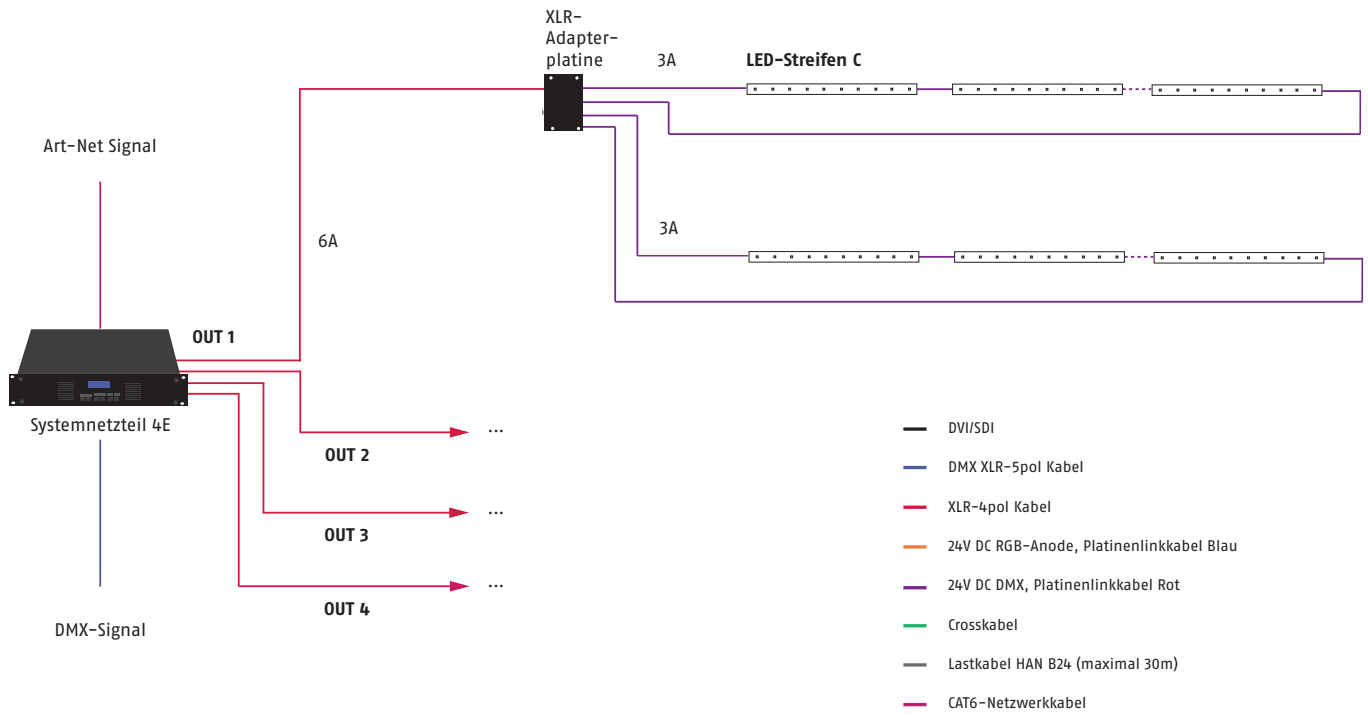 XLR-
Adapter-
platine
3A
LED-Streifen C
Art-Net Signal
6A
3A
OUT 1
Systemnetzteil 4E
OUT 2
...
OUT 3
...
OUT 4
...
DMX-Signal
DVI/SDI
DMX XLR-5pol Kabel
XLR-4pol Kabel
24V DC RGB-Anode, Platinenlinkkabel Blau
24V DC DMX, Platinenlinkkabel Rot
Crosskabel
Lastkabel HAN B24 (maximal 30m)
CAT6-Netzwerkkabel